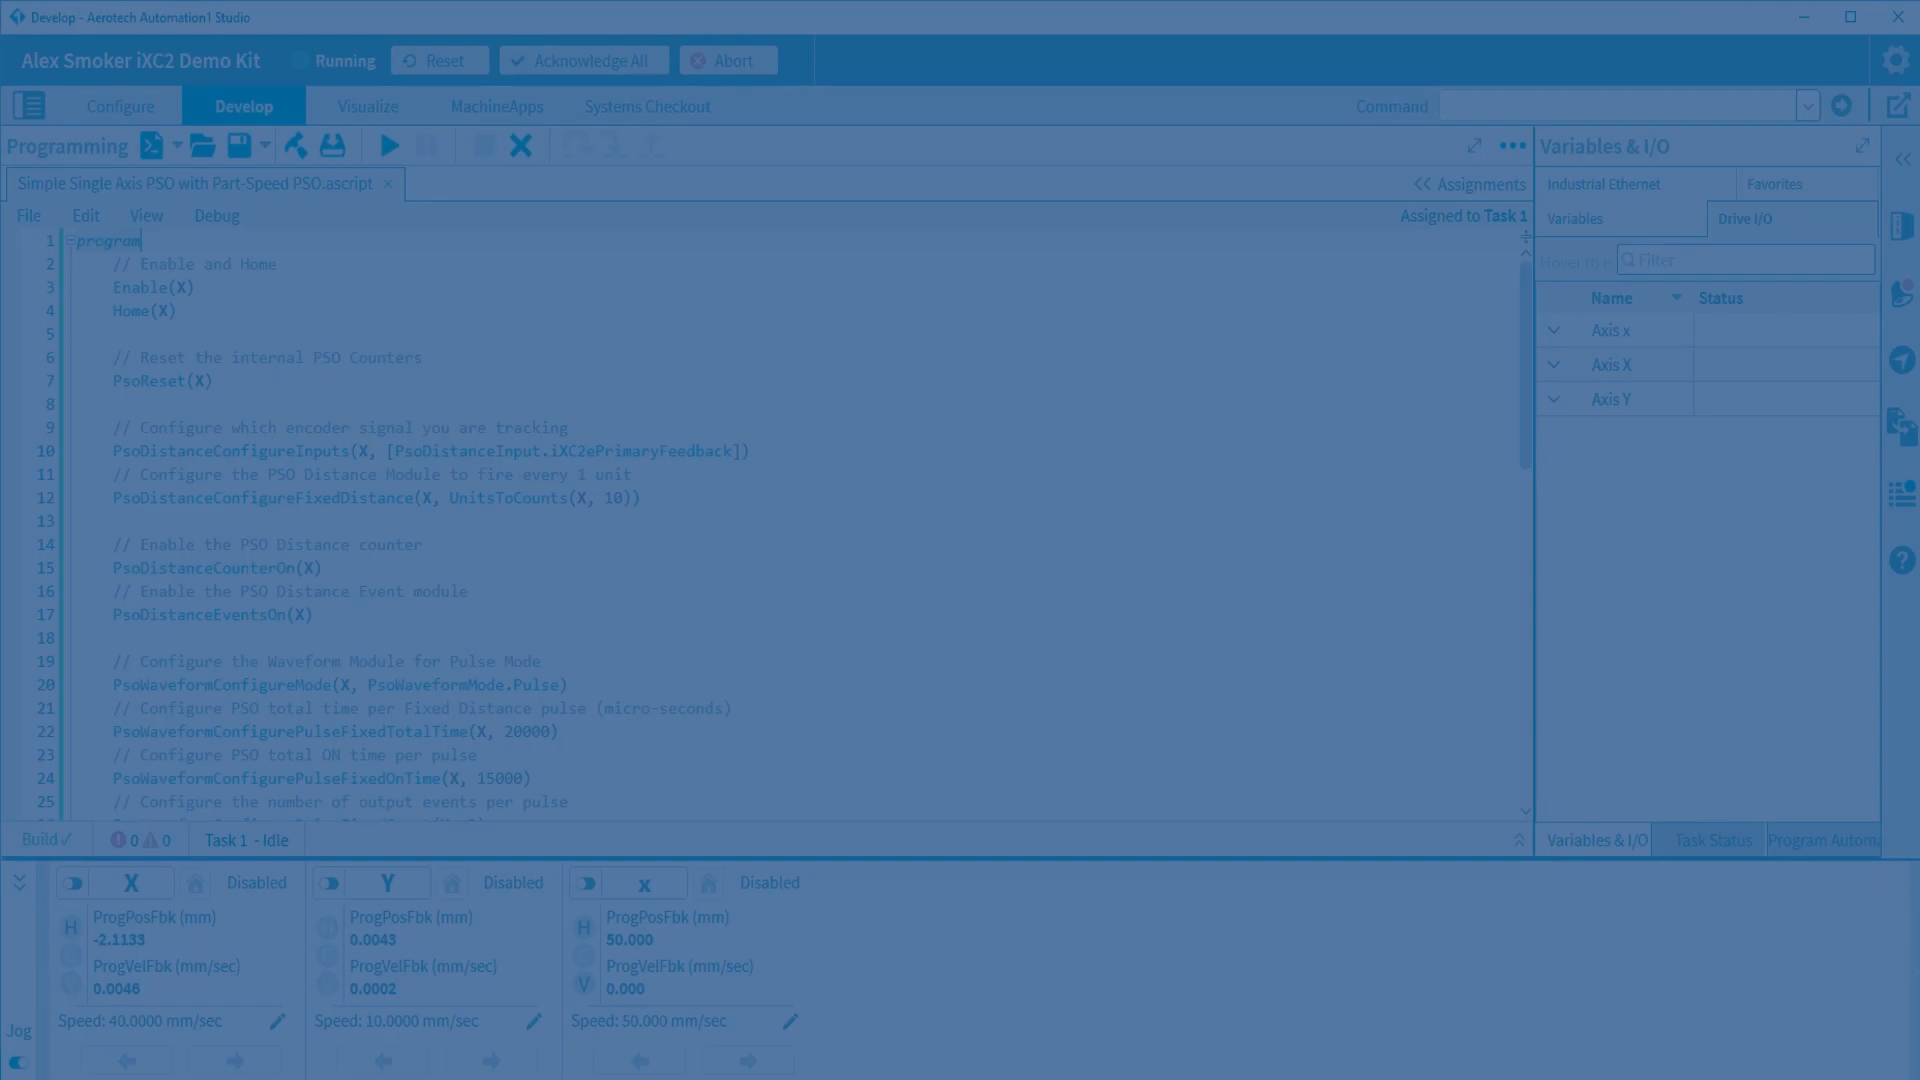 Develop - Aerotech Automation1 Studio
Alex Smoker iXC2 Demo Kit
Running
Reset
Acknowledge All
Abort
Configure
Develop
Visualize
MachineApps
Systems Checkout
Command
Programming
Variables & I/O
Simple Single Axis PSO with Part-Speed PSO.ascript
Assignments
Industrial Ethernet
Favorites
File
Edit
View
Debug
Assigned to Task 1
Variables
Drive I/O
Filter
Name
Status
Axis x
Axis X
Axis Y
1 program
2 // Enable and Home
3 Enable(X)
4 Home(X)
5
6 // Reset the internal PSO Counters
7 PsoReset(X)
8
9 // Configure which encoder signal you are tracking
10 PsoDistanceConfigureInputs(X, [PsoDistanceInput.iXC2ePrimaryFeedback])
11 // Configure the PSO Distance Module to fire every 1 unit
12 PsoDistanceConfigureFixedDistance(X, UnitsToCounts(X, 10))
13
14 // Enable the PSO Distance counter
15 PsoDistanceCounterOn(X)
16 // Enable the PSO Distance Event module
17 PsoDistanceEventsOn(X)
18
19 // Configure the Waveform Module for Pulse Mode
20 PsoWaveformConfigureMode(X, PsoWaveformMode.Pulse)
21 // Configure PSO total time per Fixed Distance pulse (micro-seconds)
22 PsoWaveformConfigurePulseFixedTotalTime(X, 20000)
23 // Configure PSO total ON time per pulse
24 PsoWaveformConfigurePulseFixedOnTime(X, 15000)
25 // Configure the number of output events per pulse
Build ✓
0
0
Task 1 - Idle
Variables & I/O
Task Status
Program Automa
X
Disabled
ProgPosFbk (mm)
-2.1133
ProgVelFbk (mm/sec)
0.0046
Speed: 40.0000 mm/sec
Y
Disabled
ProgPosFbk (mm)
0.0043
ProgVelFbk (mm/sec)
0.0002
Speed: 10.0000 mm/sec
x
Disabled
H
ProgPosFbk (mm)
50.000
ProgVelFbk (mm/sec)
V
0.000
Speed: 50.000 mm/sec
H
Jog